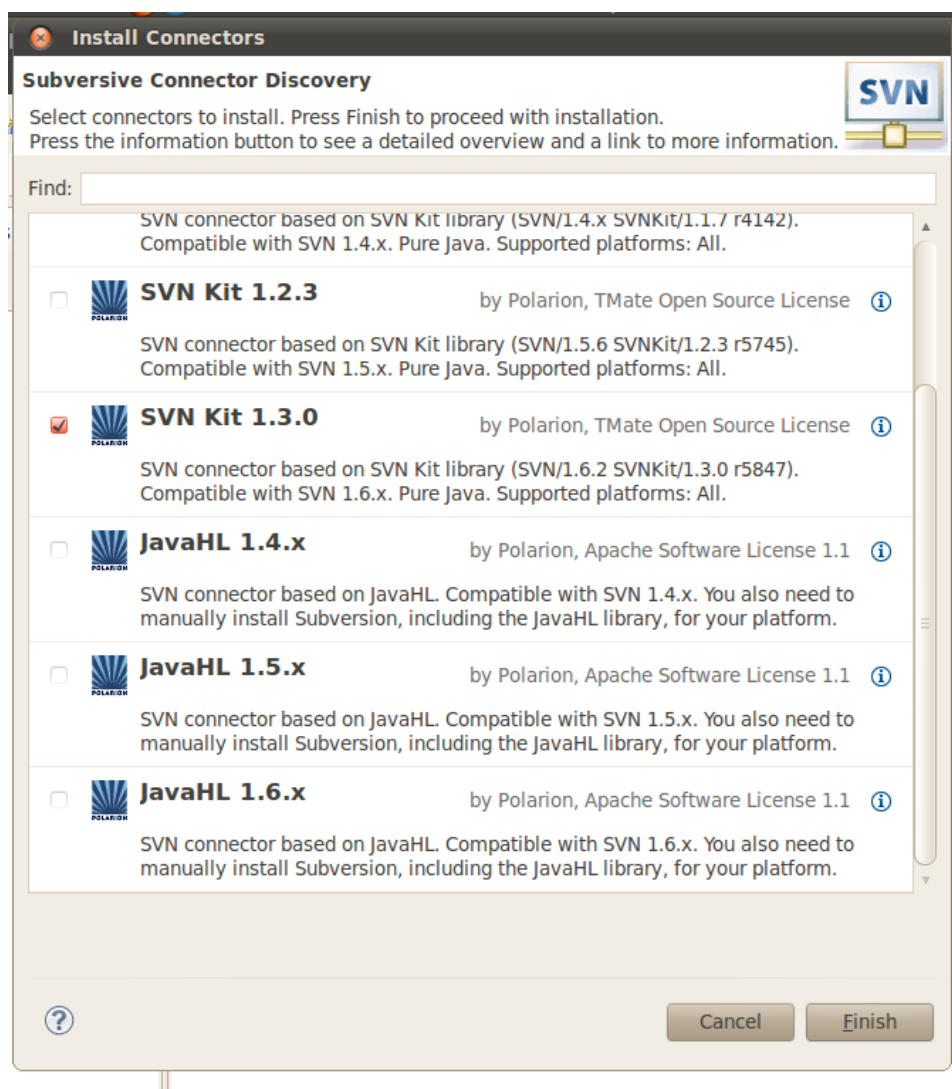 Install Connectors
Subversive Connector Discovery
SVN
Select connectors to install. Press Finish to proceed with installation.
Press the information button to see a detailed overview and a link to more information.
Find:
SVN connector based on SVN Kit library (SVN/1.4.x SVNKit/1.1.7 r4142).
Compatible with SVN 1.4.x. Pure Java. Supported platforms: All.
SVN Kit 1.2.3
by Polarion, TMate Open Source License
POLARION
SVN connector based on SVN Kit library (SVN/1.5.6 SVNKit/1.2.3 r5745).
Compatible with SVN 1.5.x. Pure Java. Supported platforms: All.
SVN Kit 1.3.0
by Polarion, TMate Open Source License
POLARION
SVN connector based on SVN Kit library (SVN/1.6.2 SVNKit/1.3.0 r5847).
Compatible with SVN 1.6.x. Pure Java. Supported platforms: All.
JavaHL 1.4.x
by Polarion, Apache Software License 1.1
POLARION
SVN connector based on JavaHL. Compatible with SVN 1.4.x. You also need to
manually install Subversion, including the JavaHL library, for your platform.
JavaHL 1.5.x
by Polarion, Apache Software License 1.1
POLARION
SVN connector based on JavaHL. Compatible with SVN 1.5.x. You also need to
manually install Subversion, including the JavaHL library, for your platform.
JavaHL 1.6.x
by Polarion, Apache Software License 1.1
POLARION
SVN connector based on JavaHL. Compatible with SVN 1.6.x. You also need to
manually install Subversion, including the JavaHL library, for your platform.
Cancel
Finish